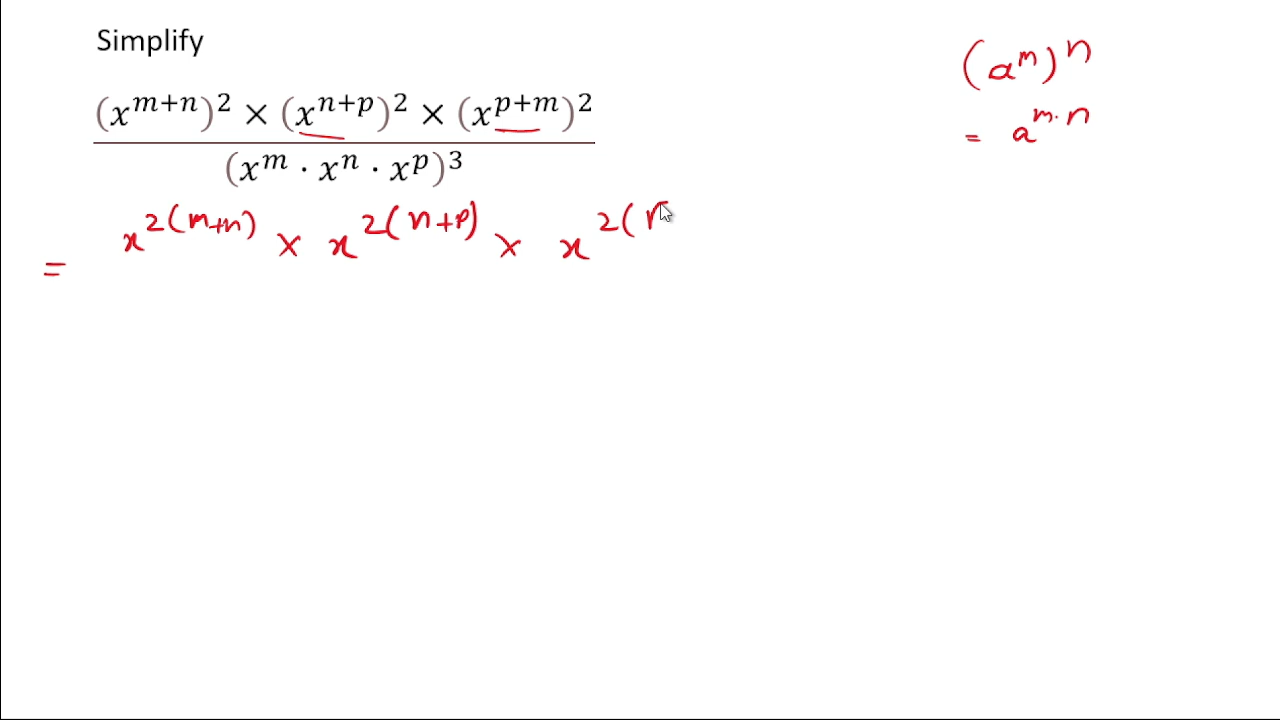 Simplify
(x^{m+n})^2 × (x^{n+p})^2 × (x^{p+m})^2
(x^m · x^n · x^p)^3
(a^m)^n
= a^{m·n}
= x^{2(m+n)} × x^{2(n+p)} × x^{2(